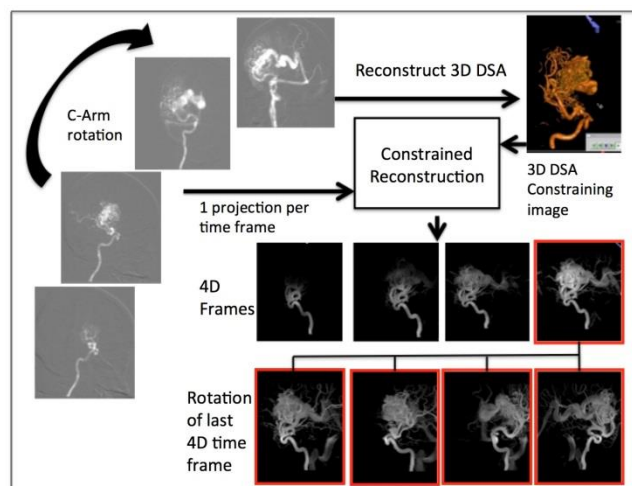 C-Arm
rotation
Reconstruct 3D DSA
Constrained
Reconstruction
3D DSA
Constraining
image
1 projection per
time frame
4D
Frames
Rotation
of last
4D time
frame